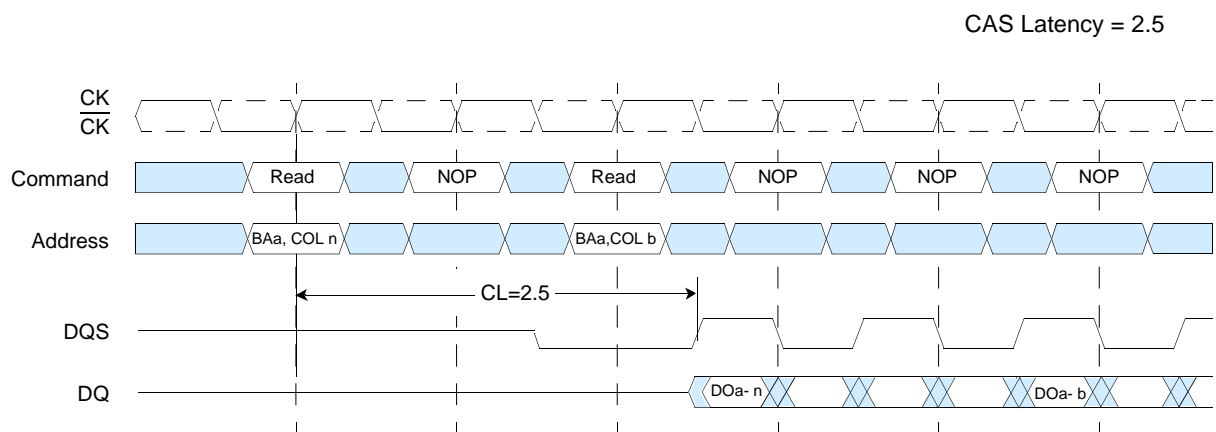 CAS Latency = 2.5
CK
CK
Command
Read
NOP
Read
NOP
NOP
NOP
Address
BAa, COL n
BAa,COL b
CL=2.5
DQS
DQ
DOa- n
DOa- b